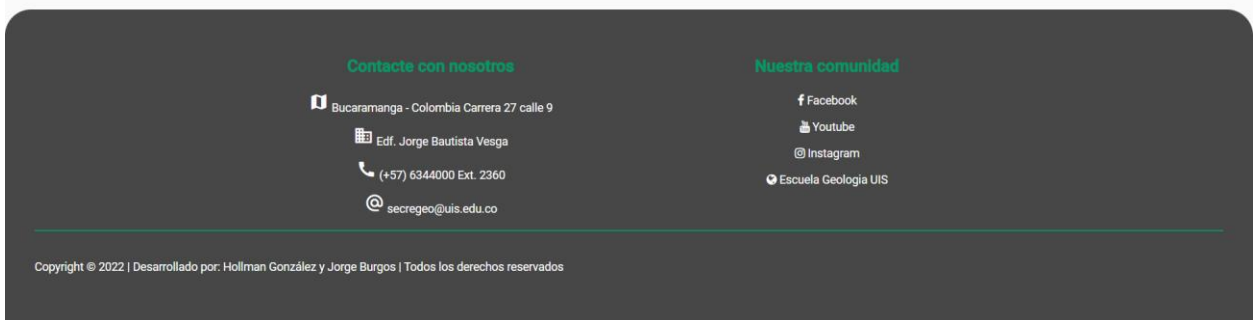 Contacte con nosotros
Bucaramanga - Colombia Carrera 27 calle 9
Edf. Jorge Bautista Vesga
(+57) 6344000 Ext. 2360
secregeo@uis.edu.co
Nuestra comunidad
Facebook
Youtube
Instagram
Escuela Geologia UIS
Copyright © 2022 | Desarrollado por: Hollman González y Jorge Burgos | Todos los derechos reservados